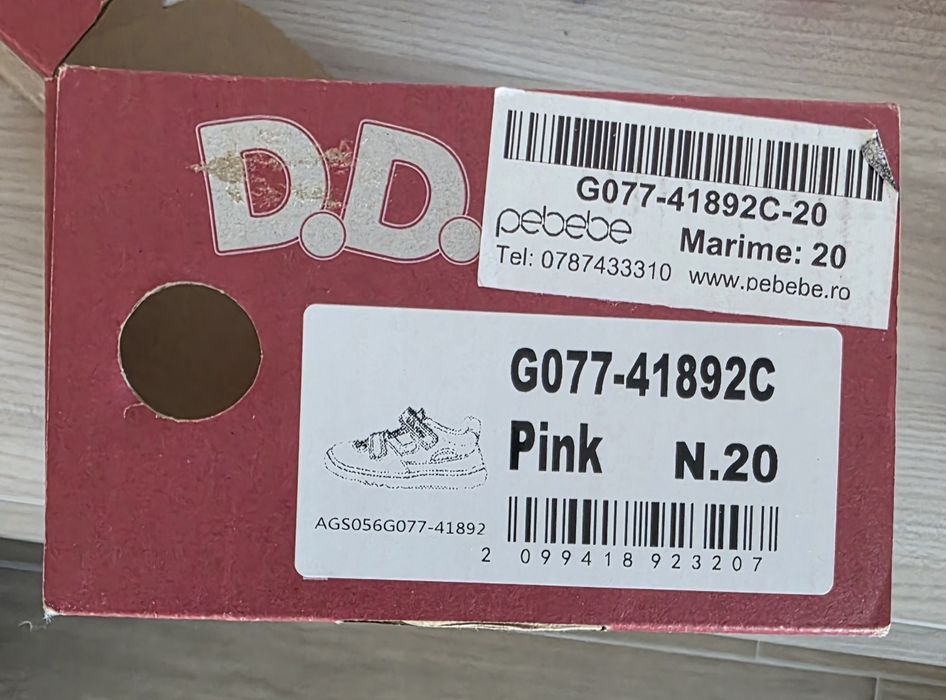 D.D.
G077-41892C-20
pebebe
Marime: 20
Tel: 0787433310 www.pebebe.ro
G077-41892C
Pink N.20
AGS056G077-41892
2 099418 923207